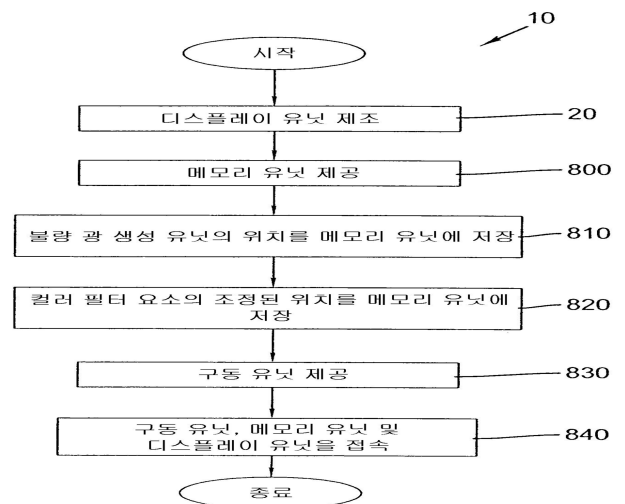 10
시작
디스플레이 유닛 제조
20
메모리 유닛 제공
800
불량 광 생성 유닛의 위치를 메모리 유닛에 저장
810
컬러 필터 요소의 조정된 위치를 메모리 유닛에
저장
820
구동 유닛 제공
830
구동 유닛, 메모리 유닛 및
디스플레이 유닛을 접속
840
종료